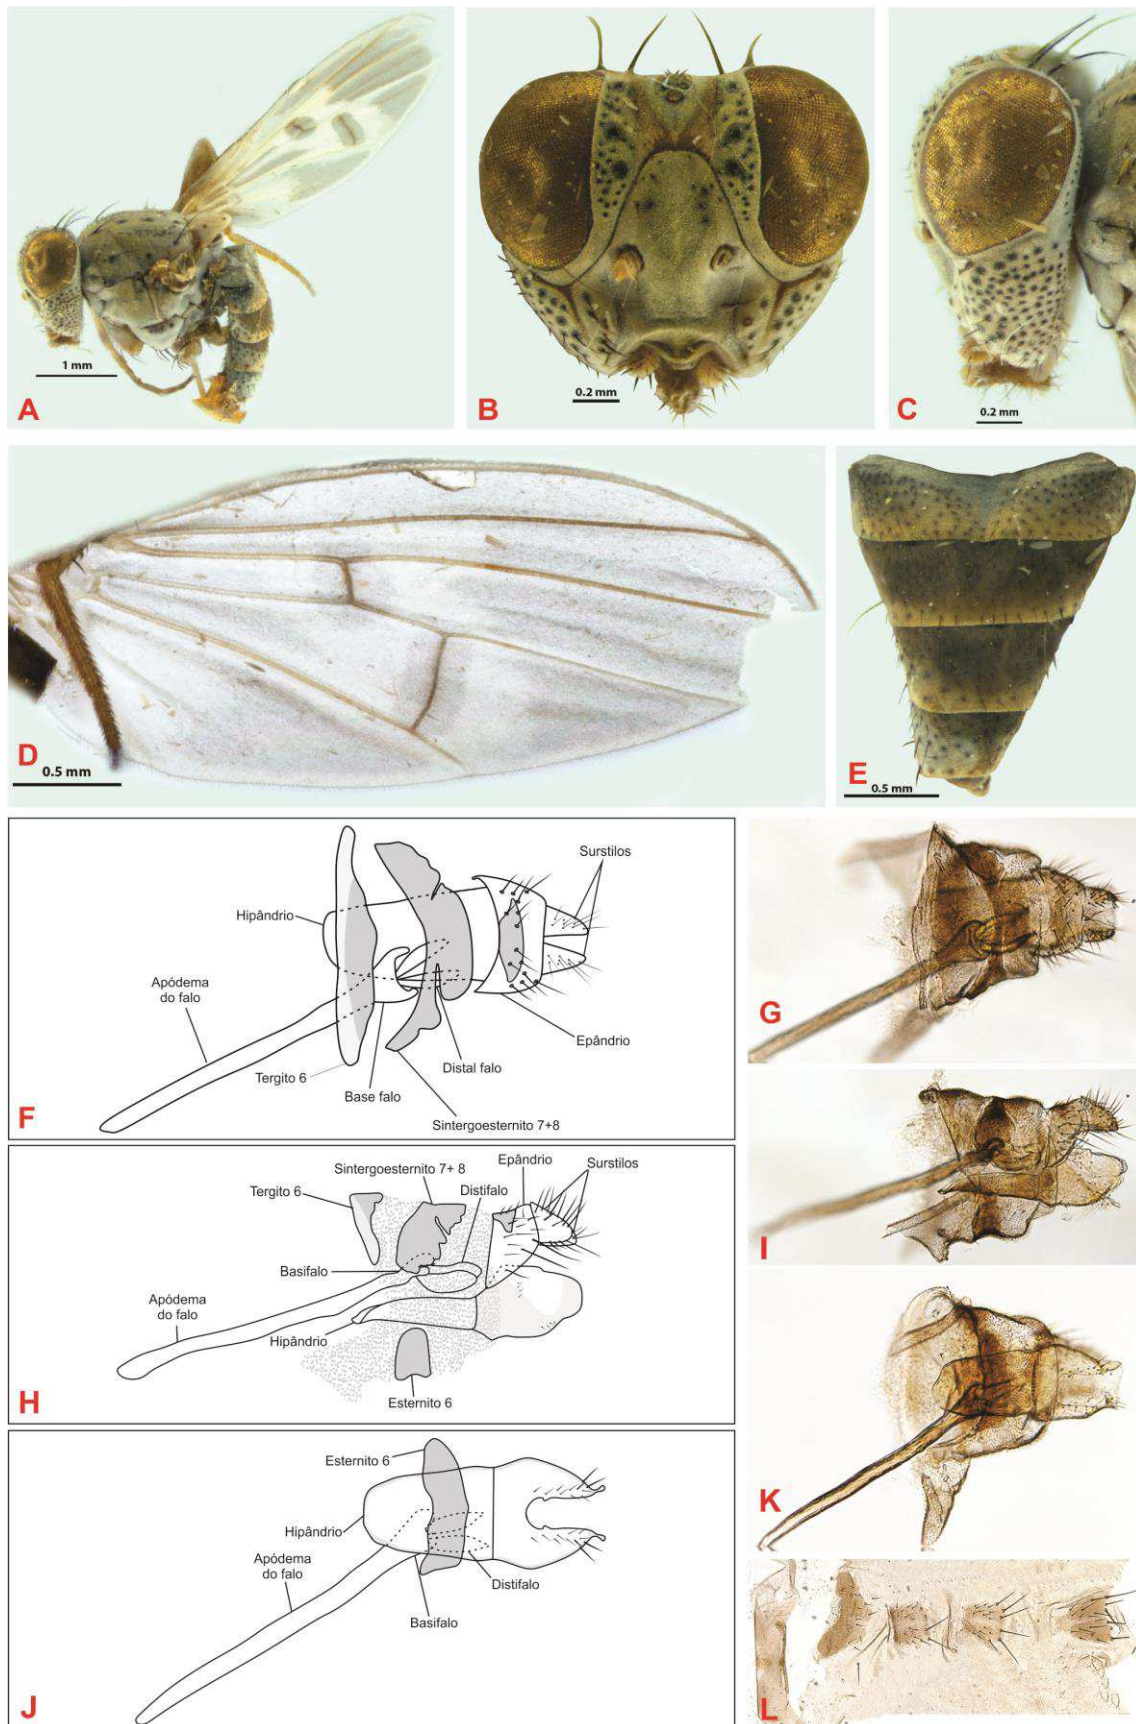 1 mm
A
0.2 mm
B
0.2 mm
C
0.5 mm
D
0.5 mm
E
Surstilos
Hipândrio
Apódema
do falo
Epândrio
Tergito 6
Distal falo
Base falo
Sintergoesternito 7+8
F
G
Epândrio
Surstilos
Sintergoesternito 7+ 8
Tergito 6
Distifalo
Basifalo
Apódema
do falo
Hipândrio
Esternito 6
H
I
Esternito 6
Hipândrio
Apódema
do falo
Distifalo
Basifalo
J
K
L